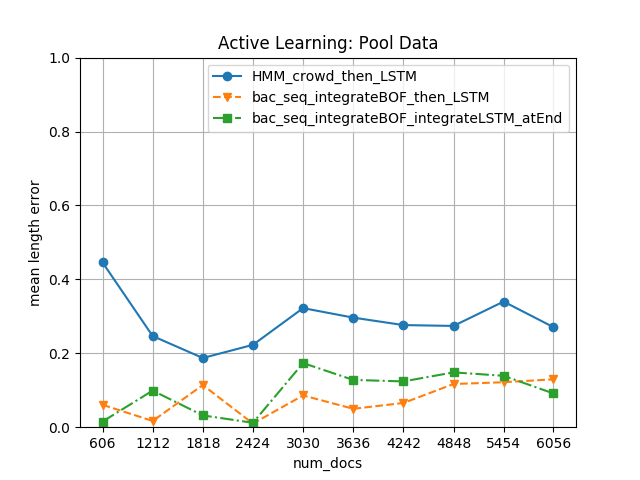 Active Learning: Pool Data
HMM_crowd_then_LSTM
bac_seq_integrateBOF_then_LSTM
bac_seq_integrateBOF_integrateLSTM_atEnd
mean length error
1.0
0.8
0.6
0.4
0.2
0.0
606 1212 1818 2424 3030 3636 4242 4848 5454 6056
num_docs